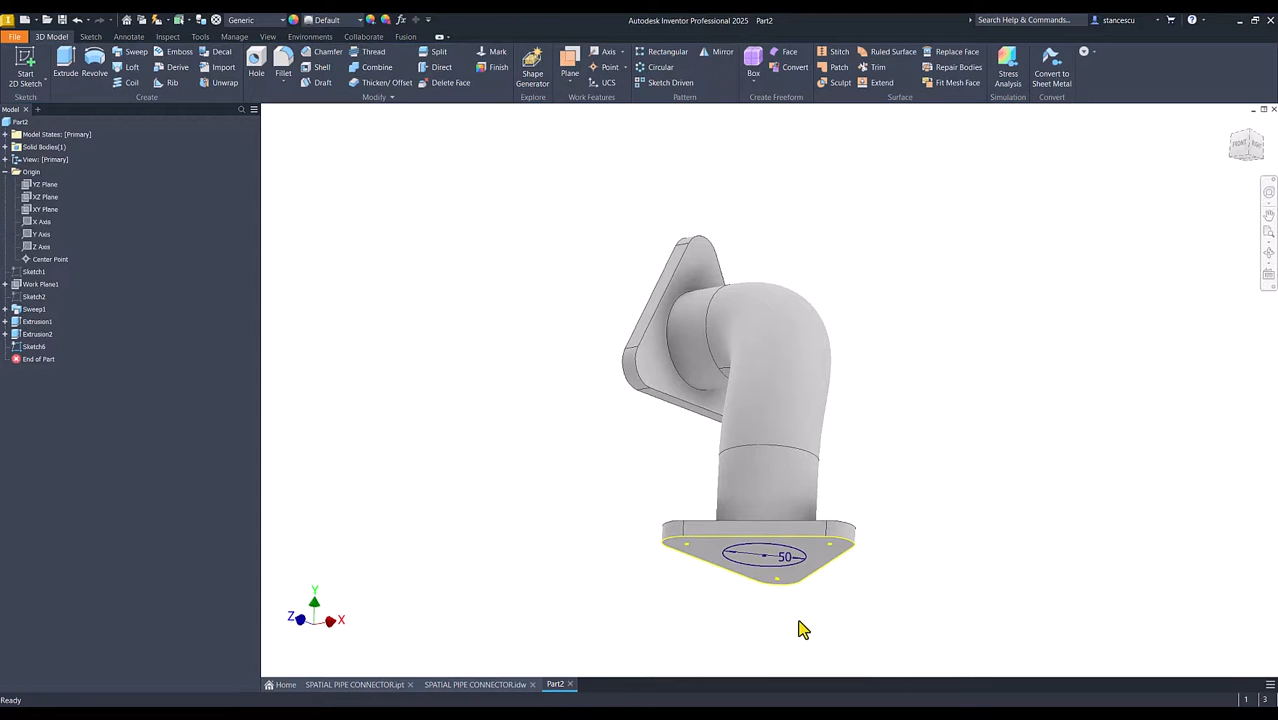 Generic
Default
Autodesk Inventor Professional 2025 Part2
Search Help & Commands...
stancescu
File 3D Model Sketch Annotate Inspect Tools Manage View Environments Collaborate Fusion
Start 2D Sketch
Extrude
Revolve
Sweep
Loft
Coil
Emboss
Derive
Rib
Decal
Import
Unwrap
Hole
Fillet
Chamfer
Shell
Draft
Thread
Combine
Thicken/ Offset
Split
Direct
Delete Face
Mark
Finish
Shape Generator
Plane
Axis
Point
UCS
Rectangular
Circular
Sketch Driven
Mirror
Box
Face
Convert
Stitch
Patch
Sculpt
Ruled Surface
Trim
Extend
Replace Face
Repair Bodies
Fit Mesh Face
Stress Analysis
Convert to Sheet Metal
Sketch Create Modify Explore Work Features Pattern Create Freeform Surface Simulation Convert
Model
Part2
Model States: [Primary]
Solid Bodies(1)
View: [Primary]
Origin
YZ Plane
XZ Plane
XY Plane
X Axis
Y Axis
Z Axis
Center Point
Sketch1
Work Plane1
Sketch2
Sweep1
Extrusion1
Extrusion2
Sketch6
End of Part
FRONT RIGHT
50
Y
Z
X
Home SPATIAL PIPE CONNECTOR.ipt SPATIAL PIPE CONNECTOR.idw Part2
Ready
1 3